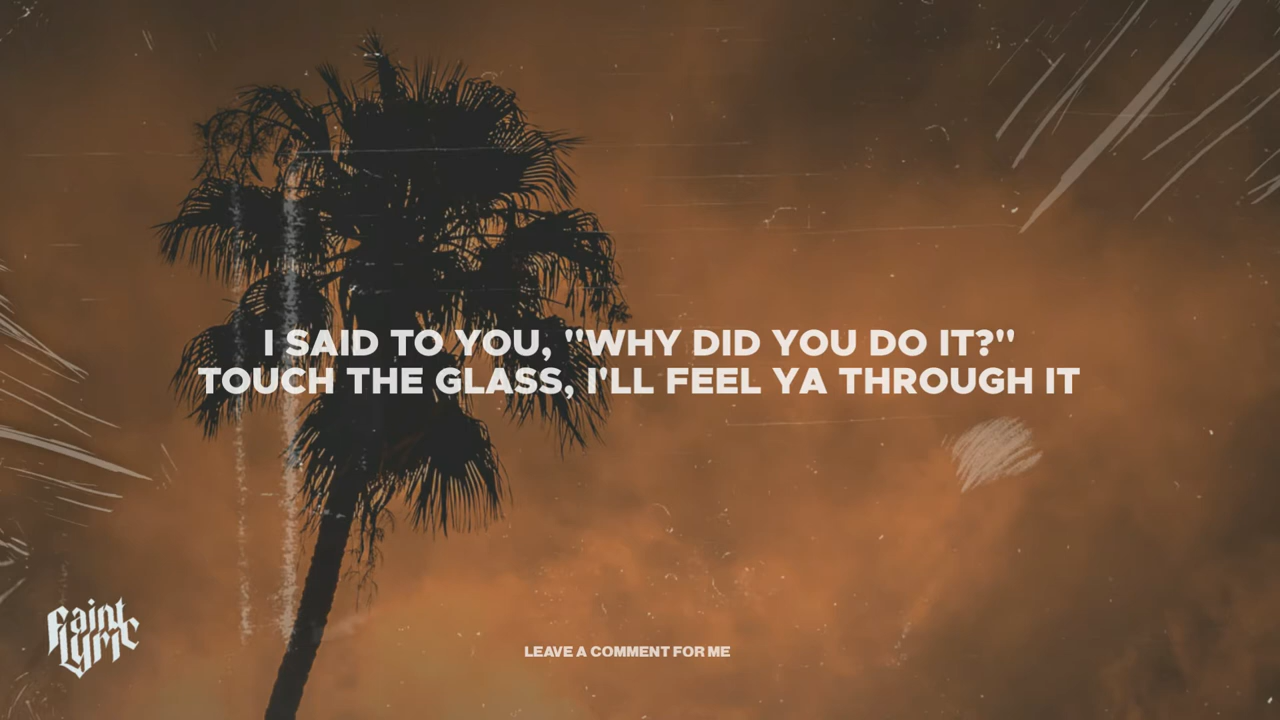 I SAID TO YOU, "WHY DID YOU DO IT?"
TOUCH THE GLASS, I'LL FEEL YA THROUGH IT
Faint
Lyric
LEAVE A COMMENT FOR ME